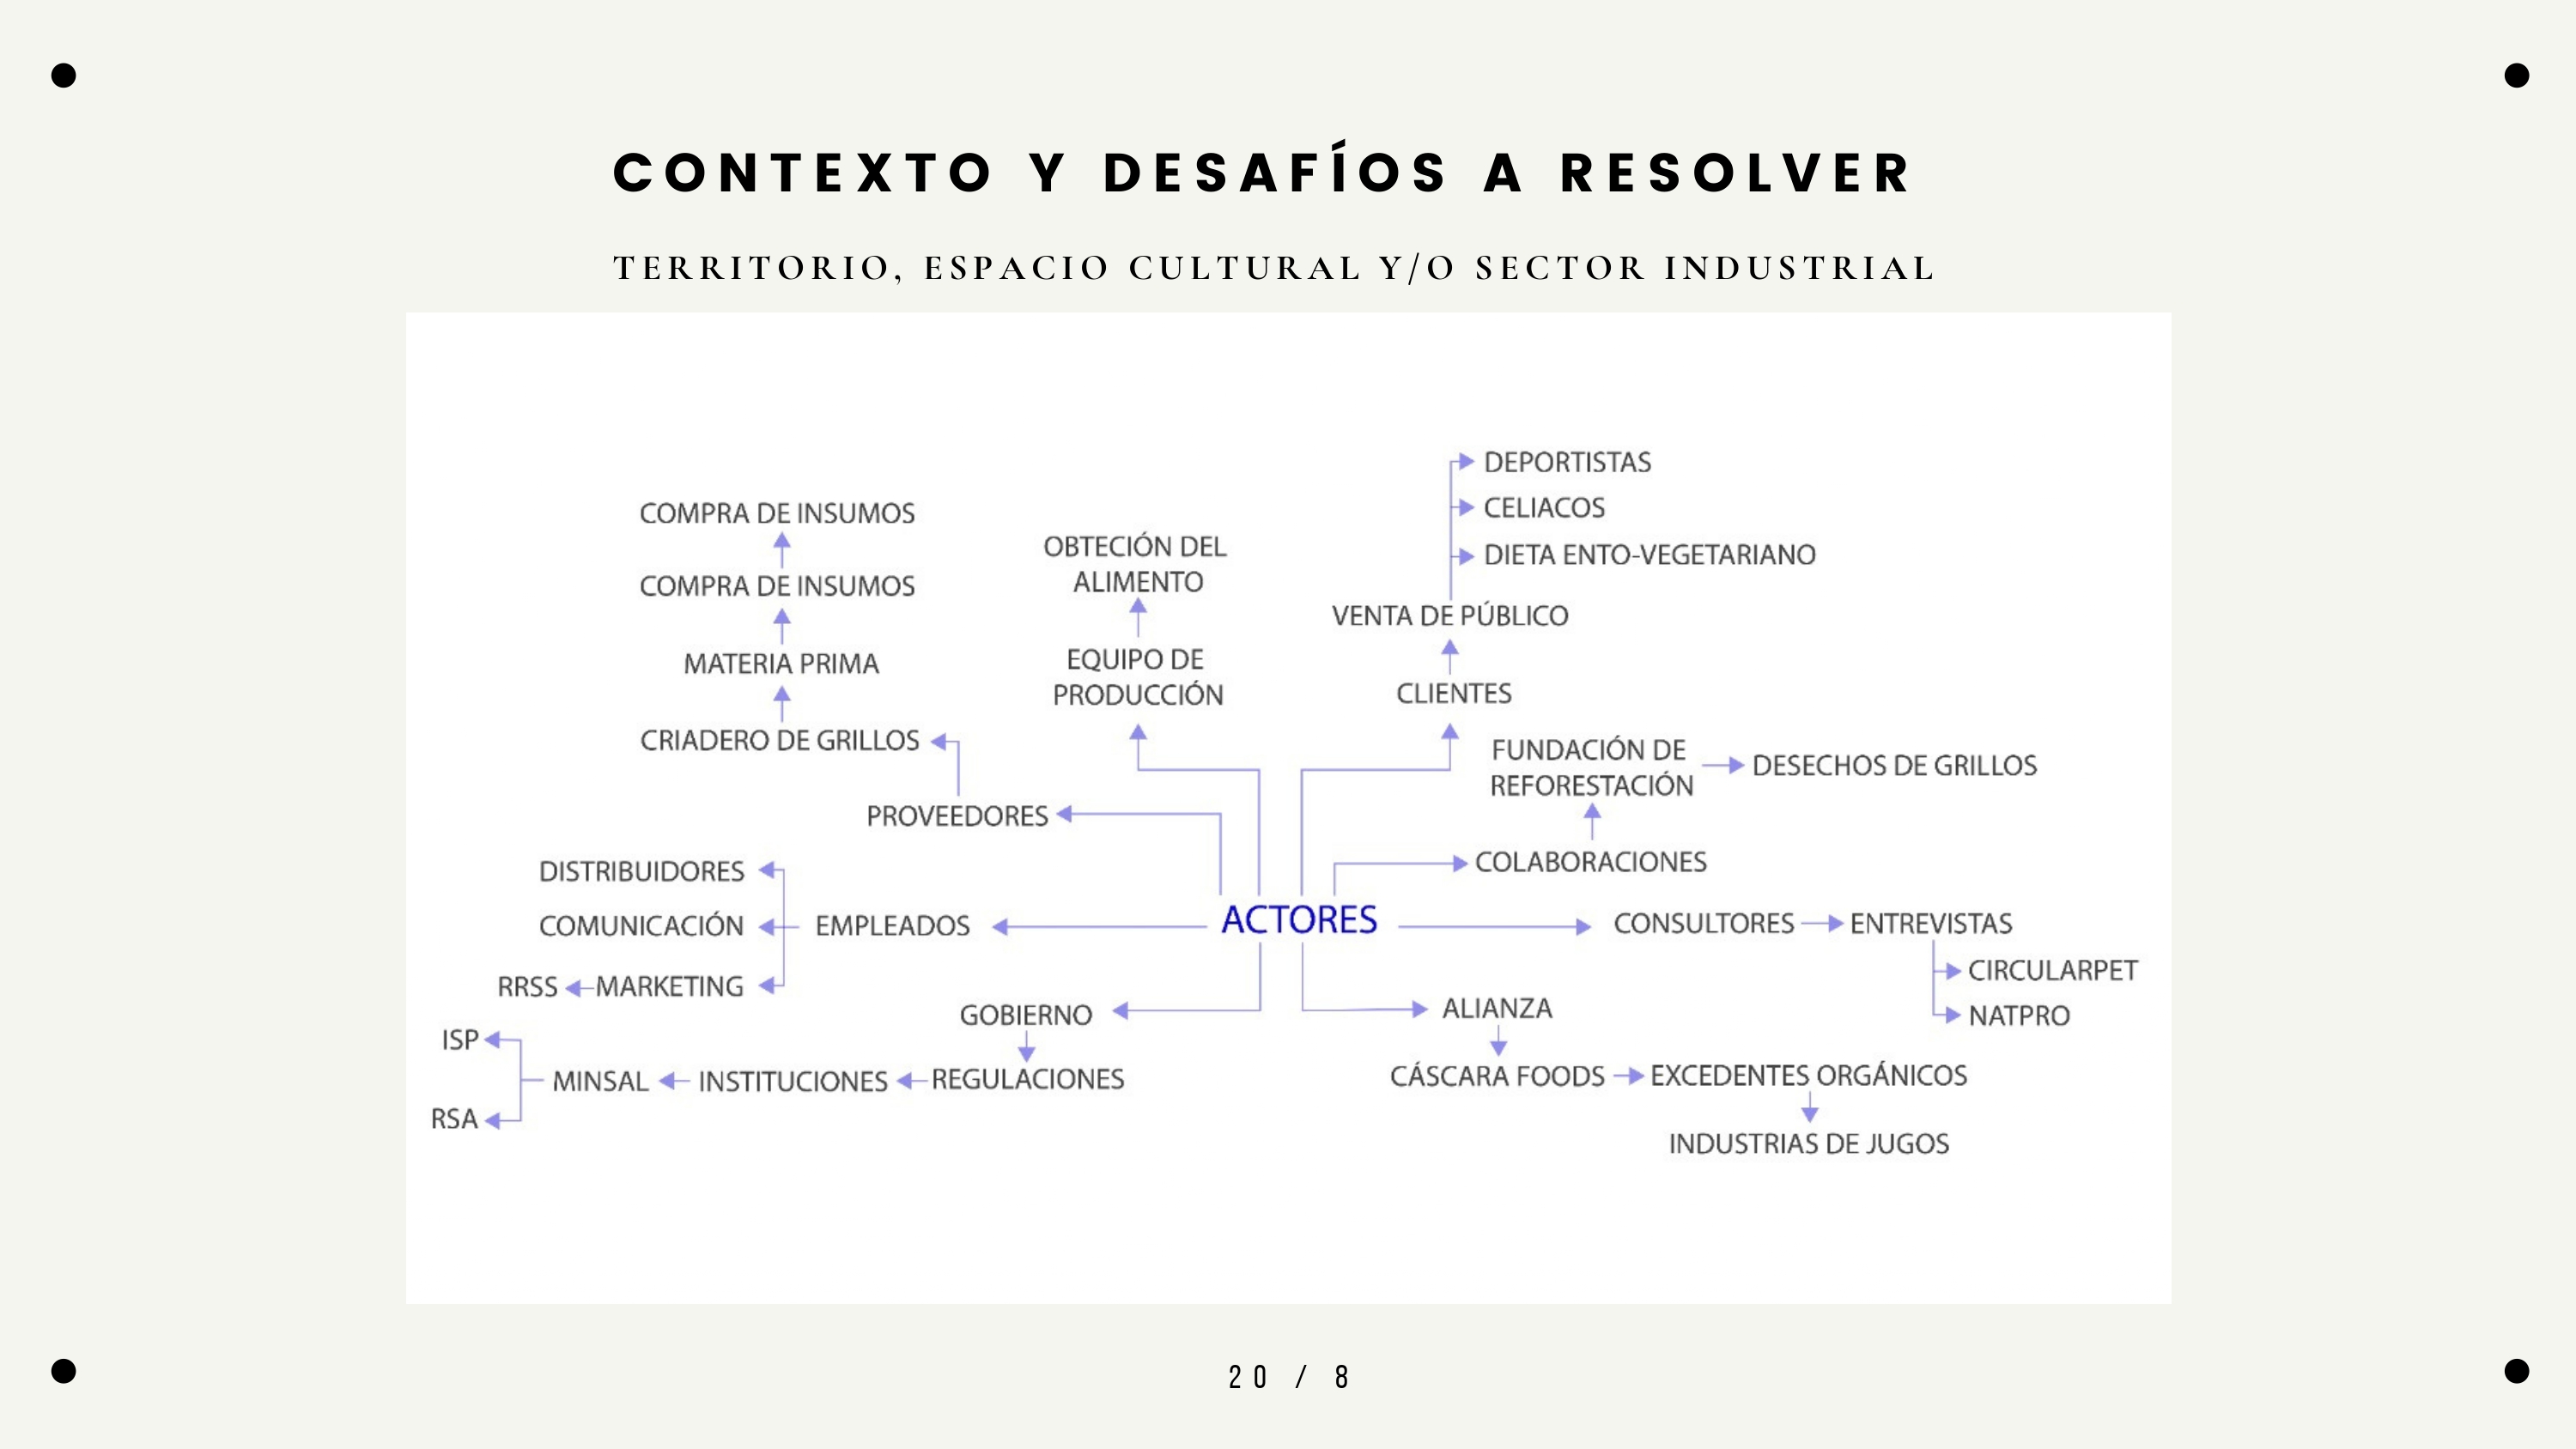 CONTEXTO Y DESAFÍOS A RESOLVER
TERRITORIO, ESPACIO CULTURAL Y/O SECTOR INDUSTRIAL
COMPRA DE INSUMOS
COMPRA DE INSUMOS
MATERIA PRIMA
CRIADERO DE GRILLOS
PROVEEDORES
OBTECIÓN DEL
ALIMENTO
EQUIPO DE
PRODUCCIÓN
DEPORTISTAS
CELIACOS
DIETA ENTO-VEGETARIANO
VENTA DE PÚBLICO
CLIENTES
FUNDACIÓN DE
REFORESTACIÓN
DESECHOS DE GRILLOS
COLABORACIONES
DISTRIBUIDORES
COMUNICACIÓN
EMPLEADOS
RRSS
MARKETING
ACTORES
CONSULTORES
ENTREVISTAS
CIRCULARPET
NATPRO
GOBIERNO
REGULACIONES
INSTITUCIONES
MINSAL
ISP
RSA
ALIANZA
CÁSCARA FOODS
EXCEDENTES ORGÁNICOS
INDUSTRIAS DE JUGOS
20 / 8